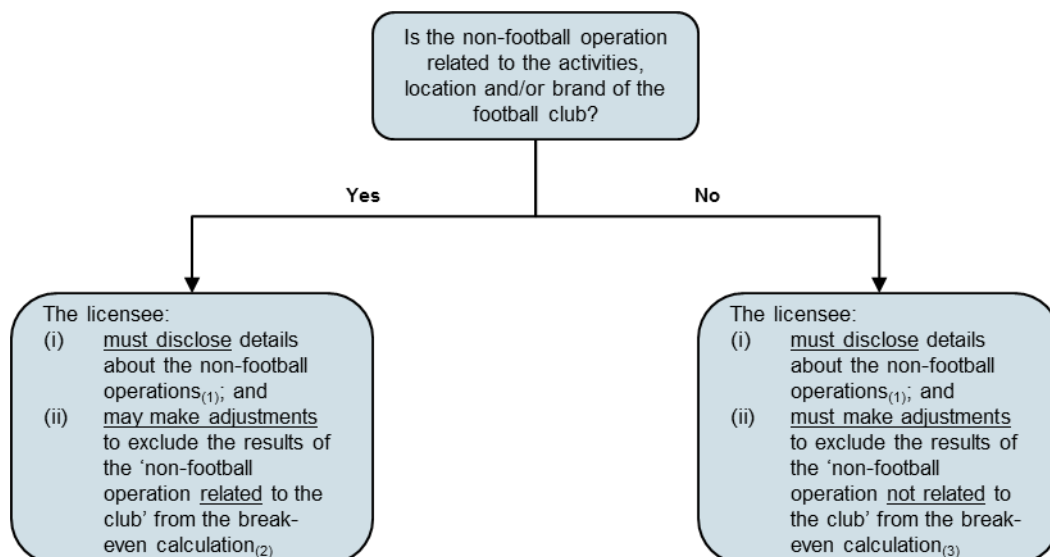 Is the non-football operation
related to the activities,
location and/or brand of the
football club?
Yes
No
The licensee:
(i) must disclose details
about the non-football
operations(1); and
(ii) may make adjustments
to exclude the results of
the ‘non-football
operation related to the
club’ from the break-
even calculation(2)
The licensee:
(i) must disclose details
about the non-football
operations(1); and
(ii) must make adjustments
to exclude the results of
the ‘non-football
operation not related to
the club’ from the break-
even calculation(3)